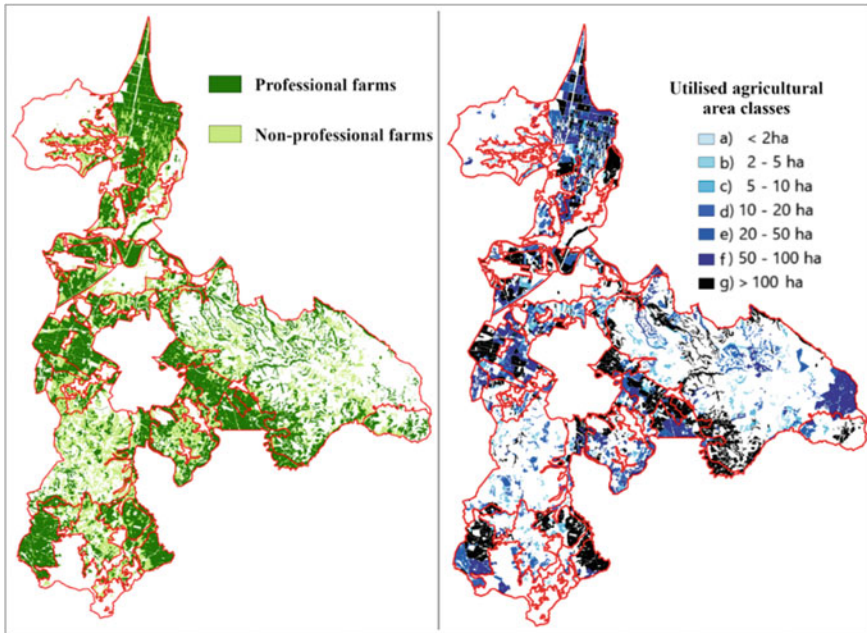 Professional farms
Non-professional farms
Utilised agricultural
area classes
a) < 2ha
b) 2 - 5 ha
c) 5 - 10 ha
d) 10 - 20 ha
e) 20 - 50 ha
f) 50 - 100 ha
g) > 100 ha